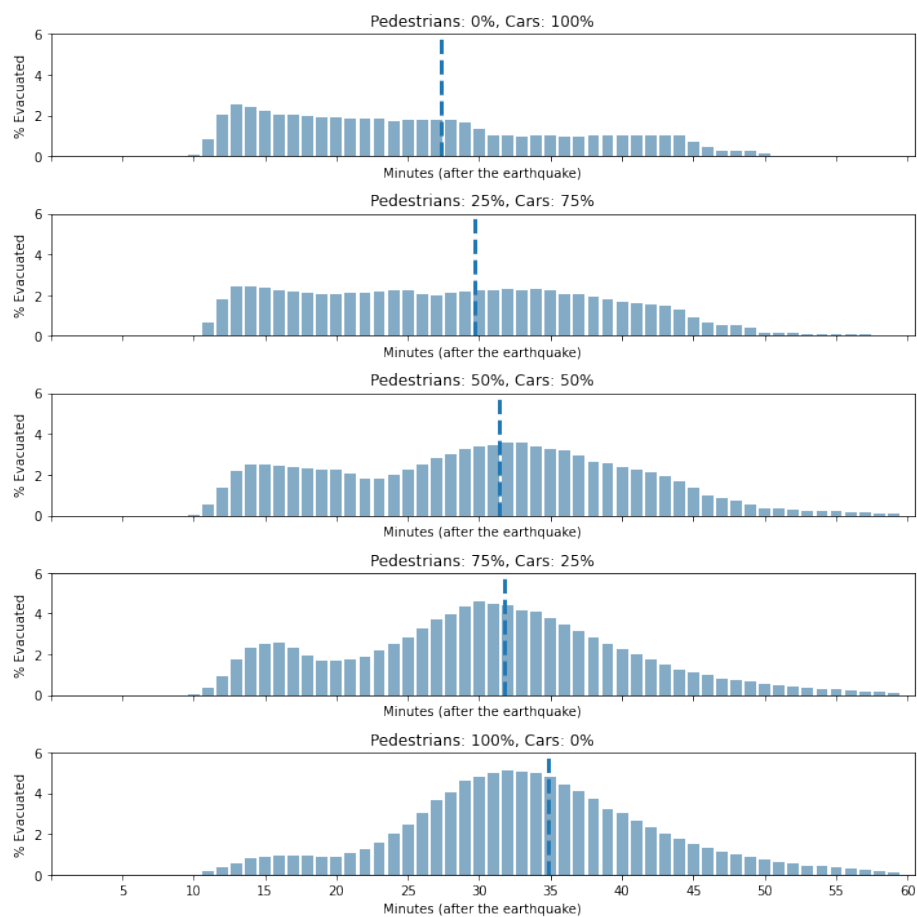 Pedestrians: 0%, Cars: 100%
6
4
2
0
% Evacuated
Minutes (after the earthquake)
Pedestrians: 25%, Cars: 75%
6
4
2
0
% Evacuated
Minutes (after the earthquake)
Pedestrians: 50%, Cars: 50%
6
4
2
0
% Evacuated
Minutes (after the earthquake)
Pedestrians: 75%, Cars: 25%
6
4
2
0
% Evacuated
Minutes (after the earthquake)
Pedestrians: 100%, Cars: 0%
6
4
2
0
% Evacuated
5 10 15 20 25 30 35 40 45 50 55 60
Minutes (after the earthquake)